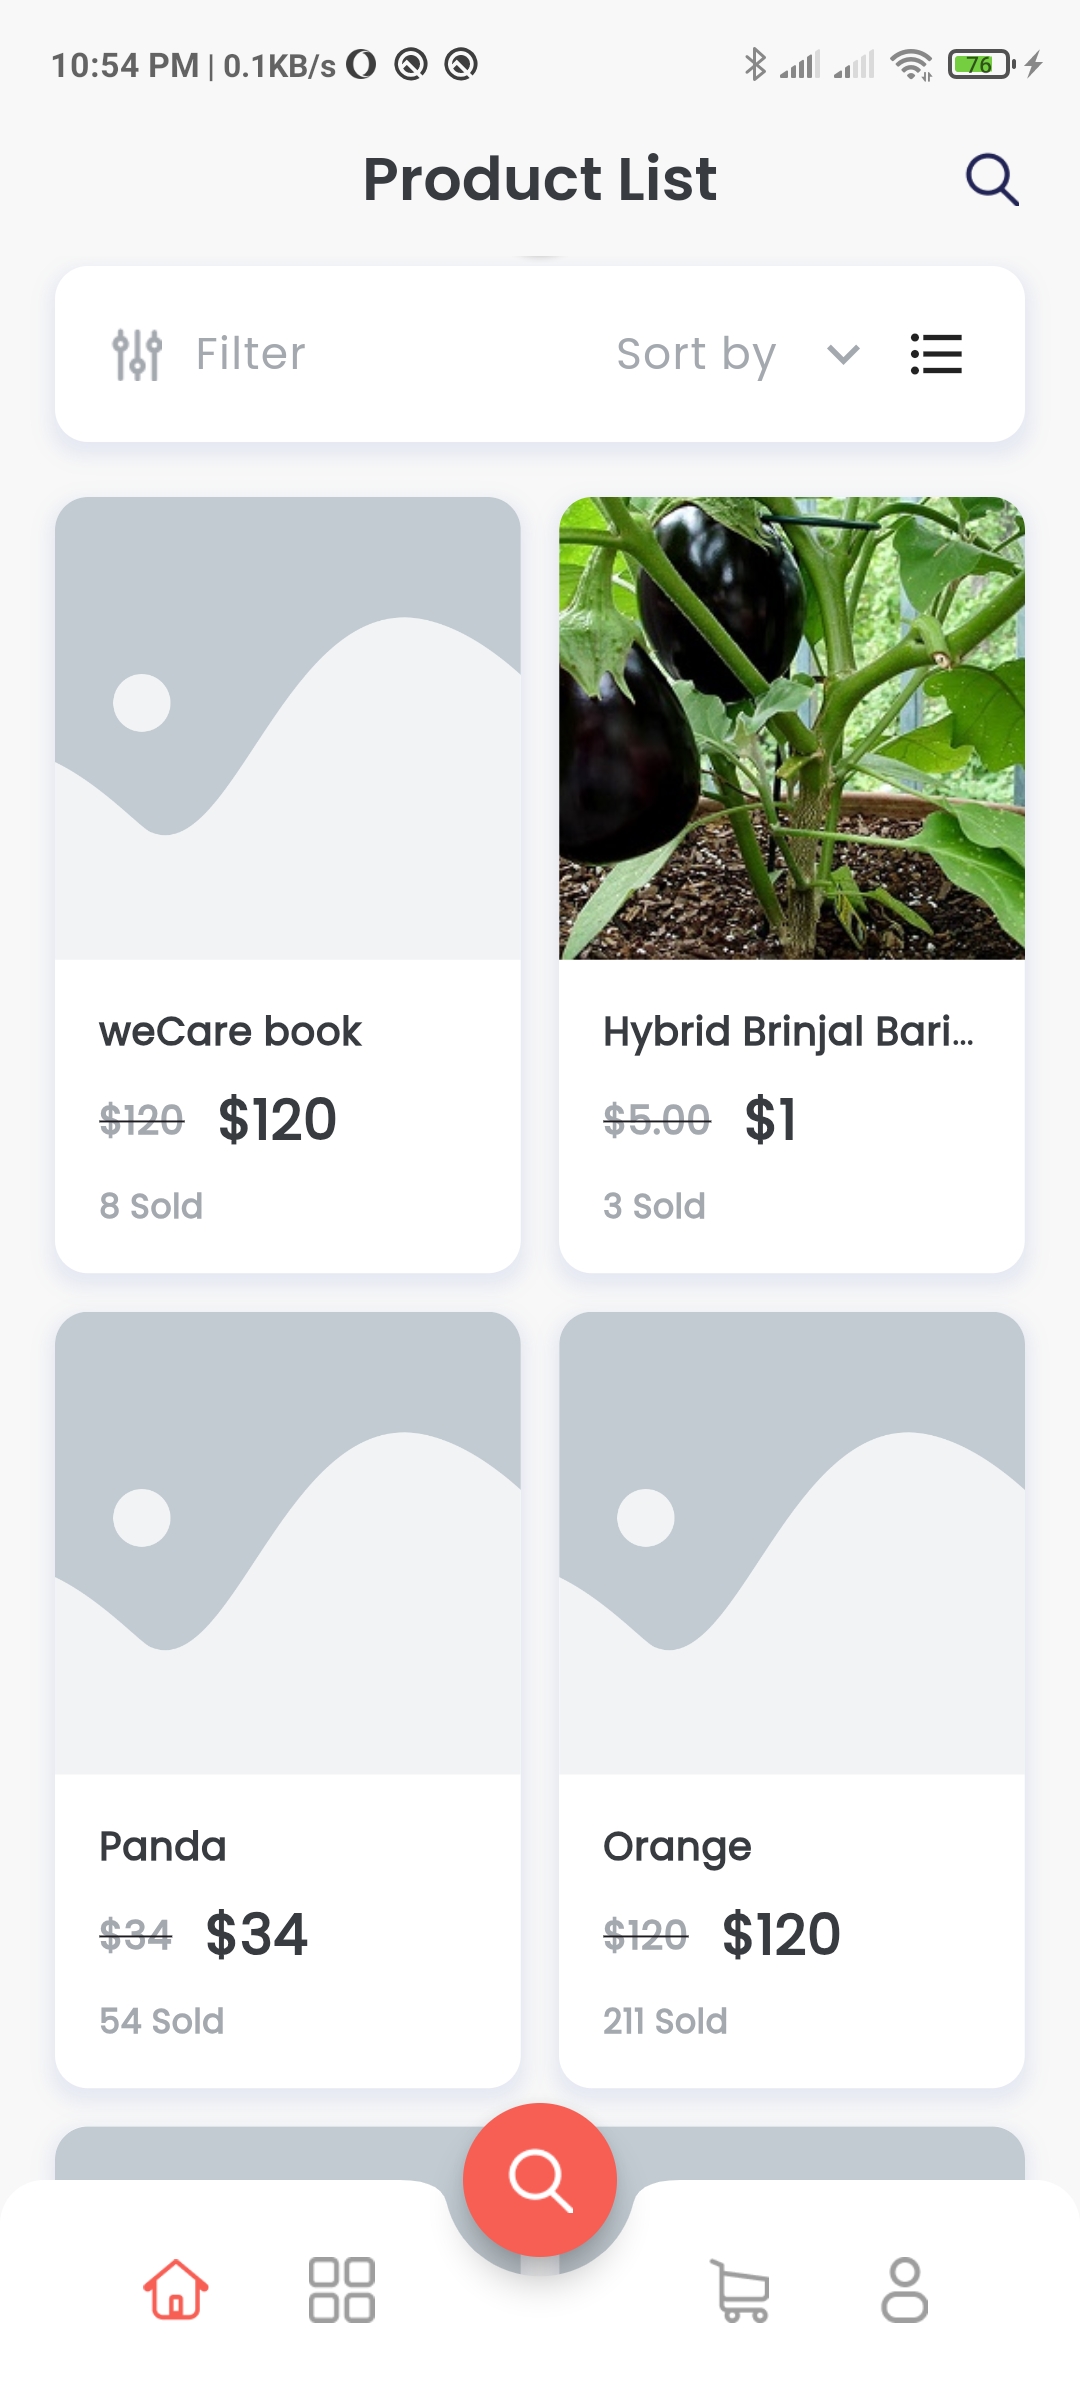 10:54 PM | 0.1KB/s
76
Product List
Filter
Sort by
weCare book
$120 $120
8 Sold
Hybrid Brinjal Bari...
$5.00 $1
3 Sold
Panda
$34 $34
54 Sold
Orange
$120 $120
211 Sold